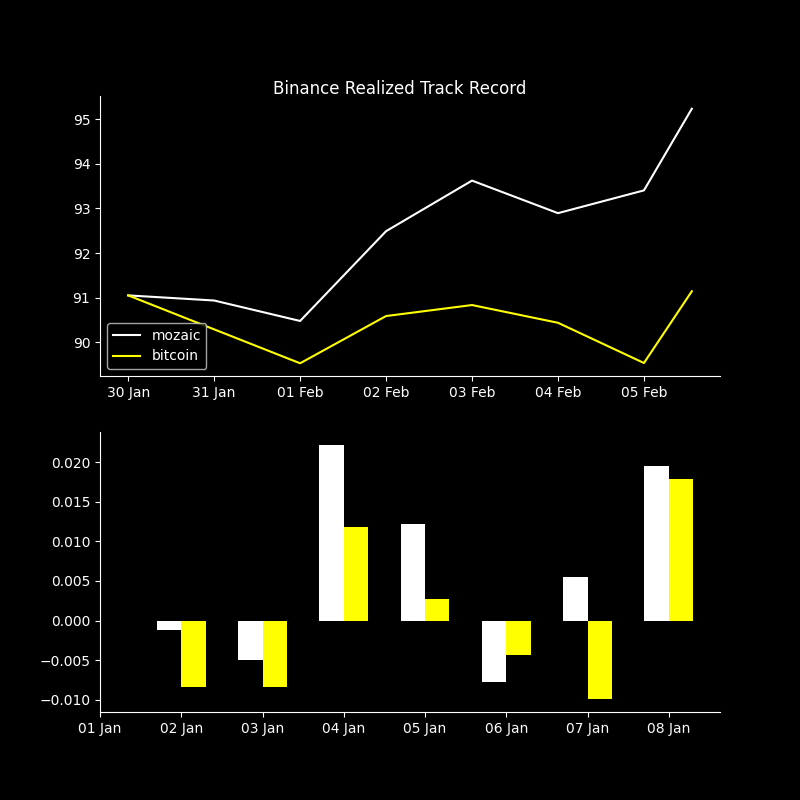 Binance Realized Track Record
95
94
93
92
91
90
mozaic
bitcoin
30 Jan 31 Jan 01 Feb 02 Feb 03 Feb 04 Feb 05 Feb
0.020
0.015
0.010
0.005
0.000
−0.005
−0.010
01 Jan 02 Jan 03 Jan 04 Jan 05 Jan 06 Jan 07 Jan 08 Jan